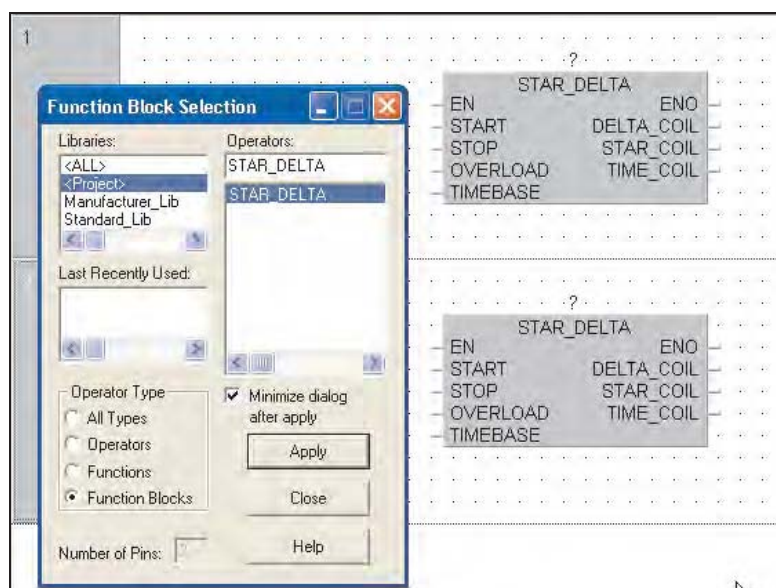 1
Function Block Selection
Libraries:
<ALL>
<Project>
Manufacturer_Lib
Standard_Lib
Last Recently Used:
Operators:
STAR_DELTA
STAR_DELTA
Operator Type
All Types
Operators
Functions
Function Blocks
Number of Pins:
Minimize dialog
after apply
Apply
Close
Help
?
STAR_DELTA
EN ENO
START DELTA_COIL
STOP STAR_COIL
OVERLOAD TIME_COIL
TIMEBASE
?
STAR_DELTA
EN ENO
START DELTA_COIL
STOP STAR_COIL
OVERLOAD TIME_COIL
TIMEBASE